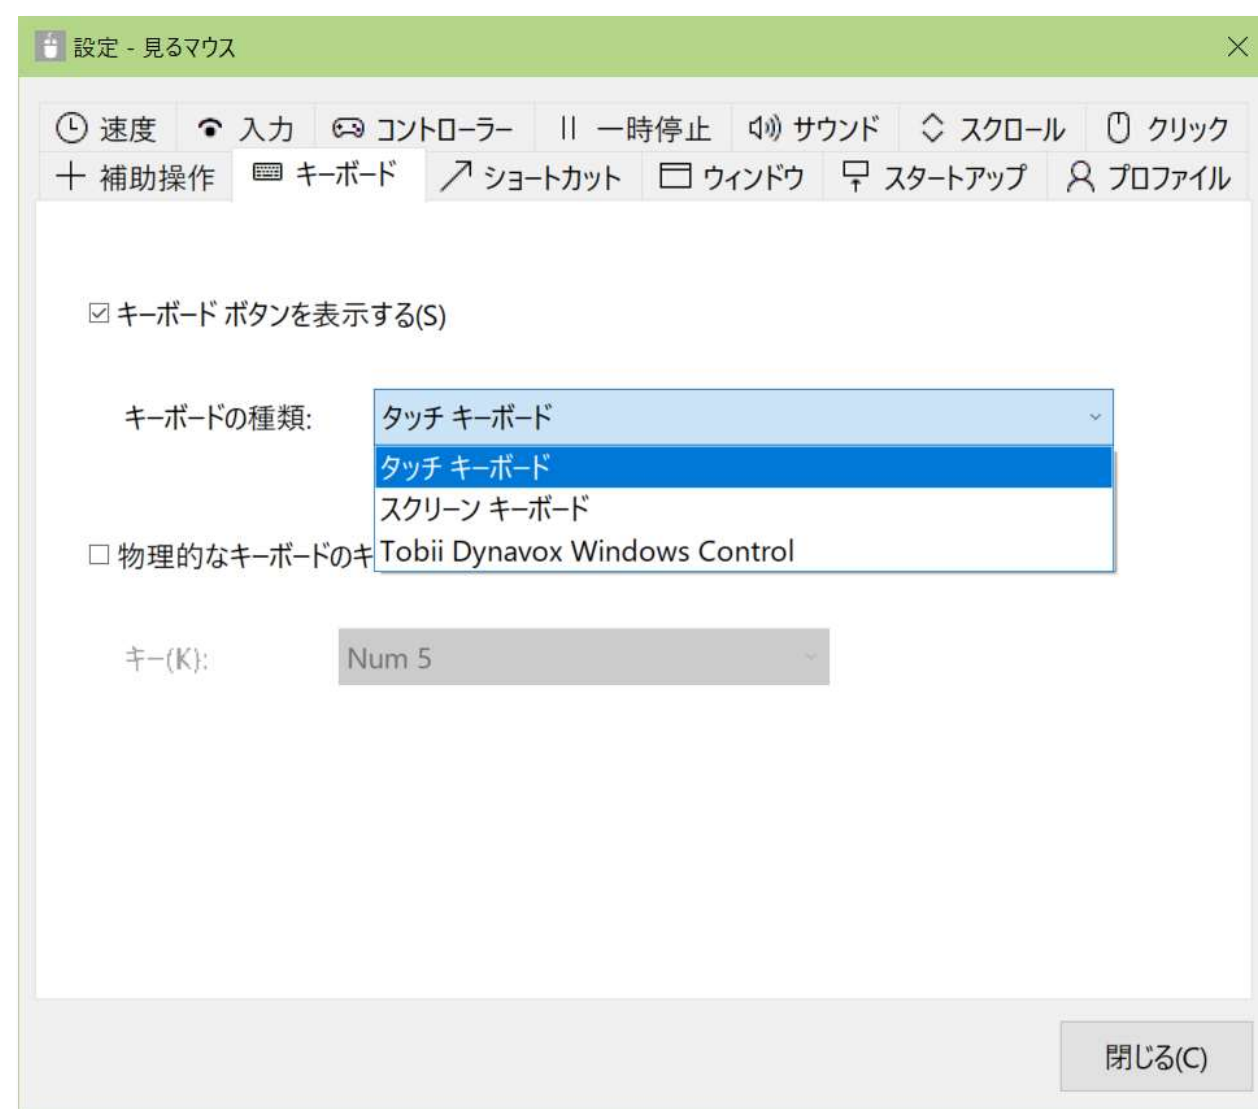 設定 - 見るマウス
速度 入力 コントローラー 一時停止 サウンド スクロール クリック
補助操作 キーボード ショートカット ウィンドウ スタートアップ プロファイル
キーボード ボタンを表示する(S)
キーボードの種類: タッチ キーボード
タッチ キーボード
スクリーン キーボード
物理的なキーボードのキ Tobii Dynavox Windows Control
キー(K): Num 5
閉じる(C)